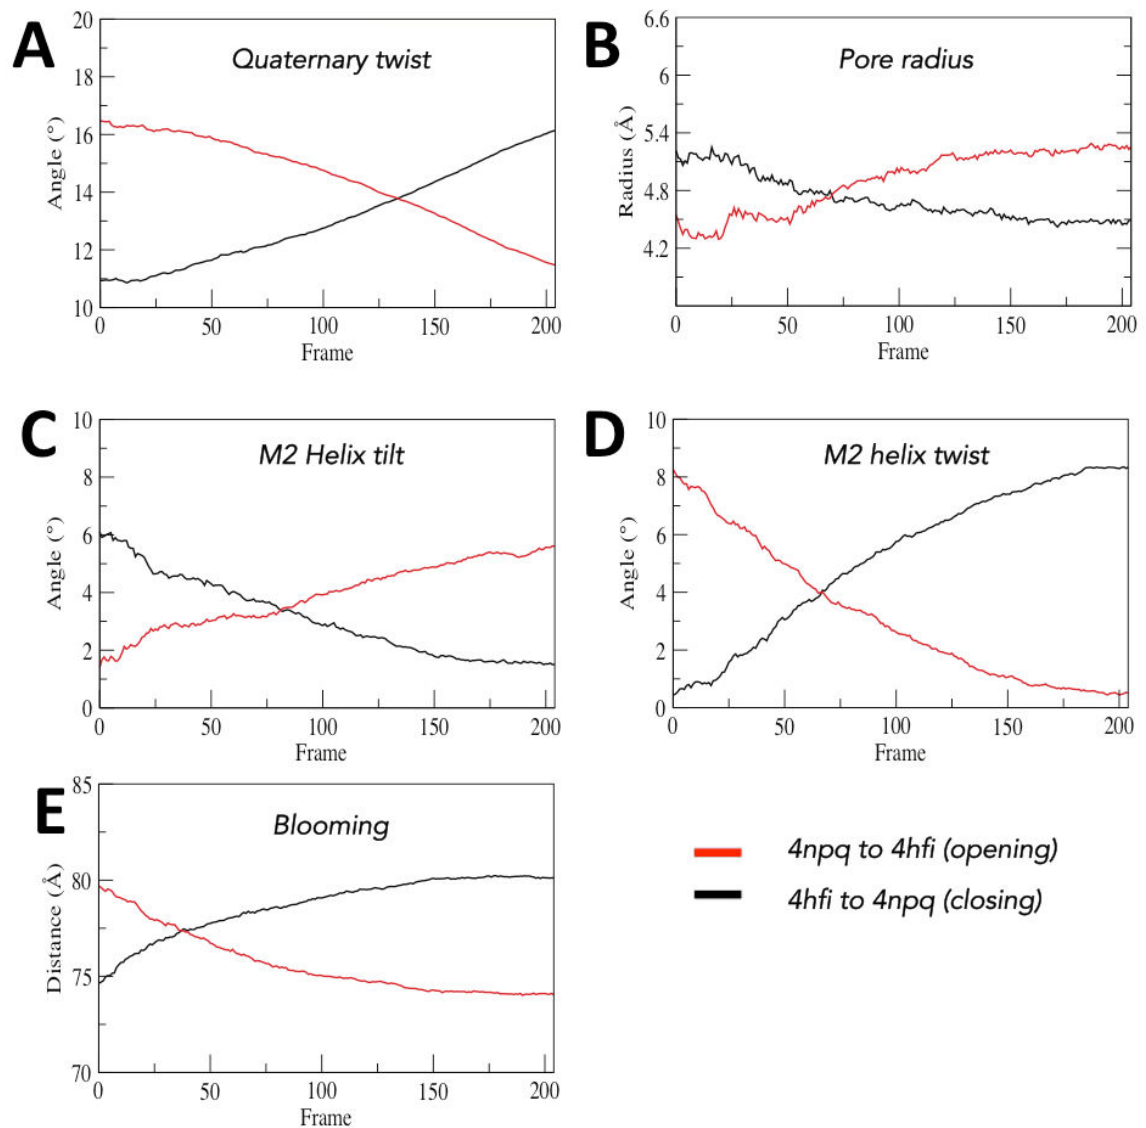 A
Quaternary twist
Angle (°)
20
18
16
14
12
10
0 50 100 150 200
Frame
B
Pore radius
Radius (Å)
6.6
6
5.4
4.8
4.2
0 50 100 150 200
Frame
C
M2 Helix tilt
Angle (°)
10
8
6
4
2
0
0 50 100 150 200
Frame
D
M2 helix twist
Angle (°)
10
8
6
4
2
0
0 50 100 150 200
Frame
E
Blooming
Distance (Å)
85
80
75
70
0 50 100 150 200
Frame
4npq to 4hfi (opening)
4hfi to 4npq (closing)